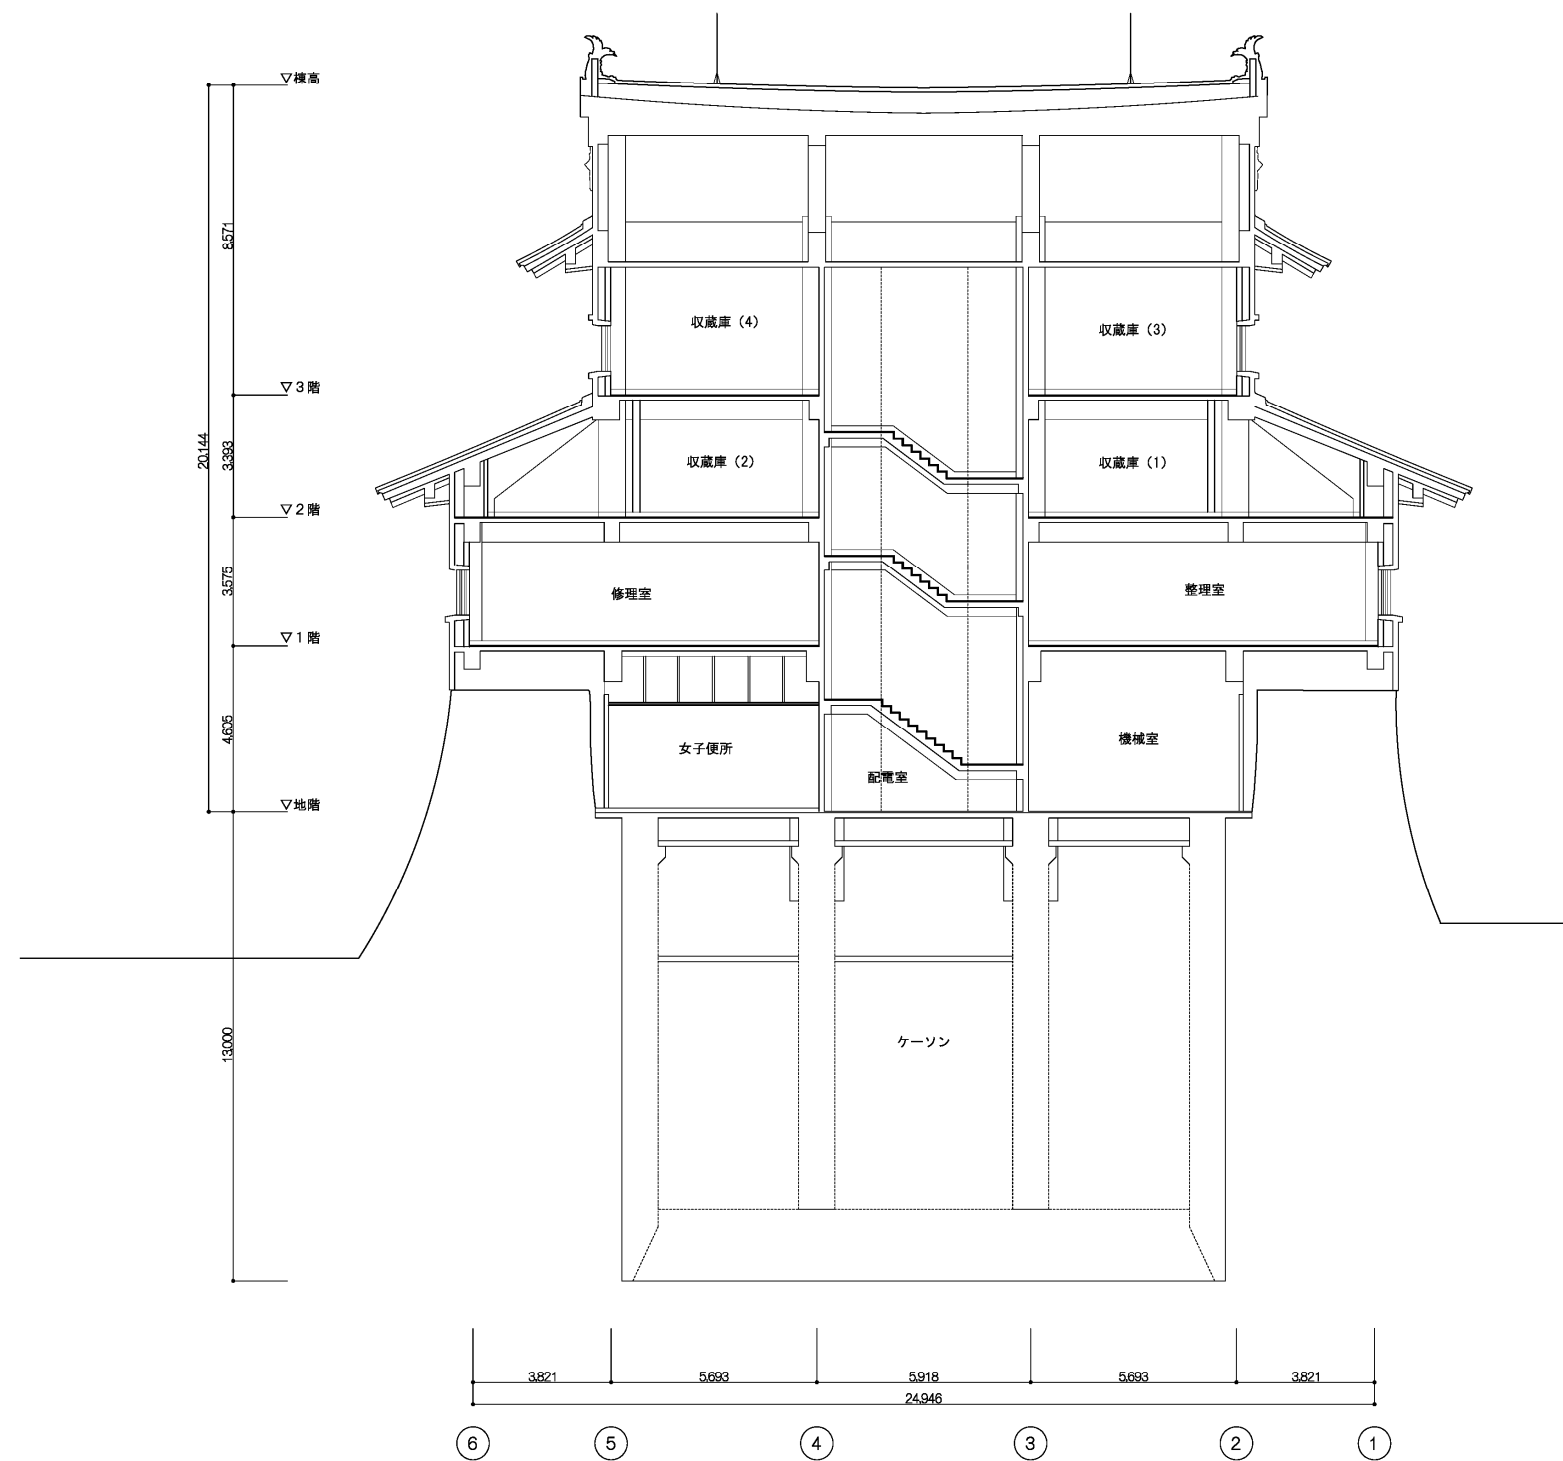 ▽棟高
8,571
収蔵庫（4）
収蔵庫（3）
▽3階
20,144
3,393
収蔵庫（2）
収蔵庫（1）
▽2階
3,575
修理室
整理室
▽1階
4,605
女子便所
機械室
配電室
▽地階
13,000
ケーソン
3,821
5,693
5,918
5,693
3,821
24,946
6
5
4
3
2
1